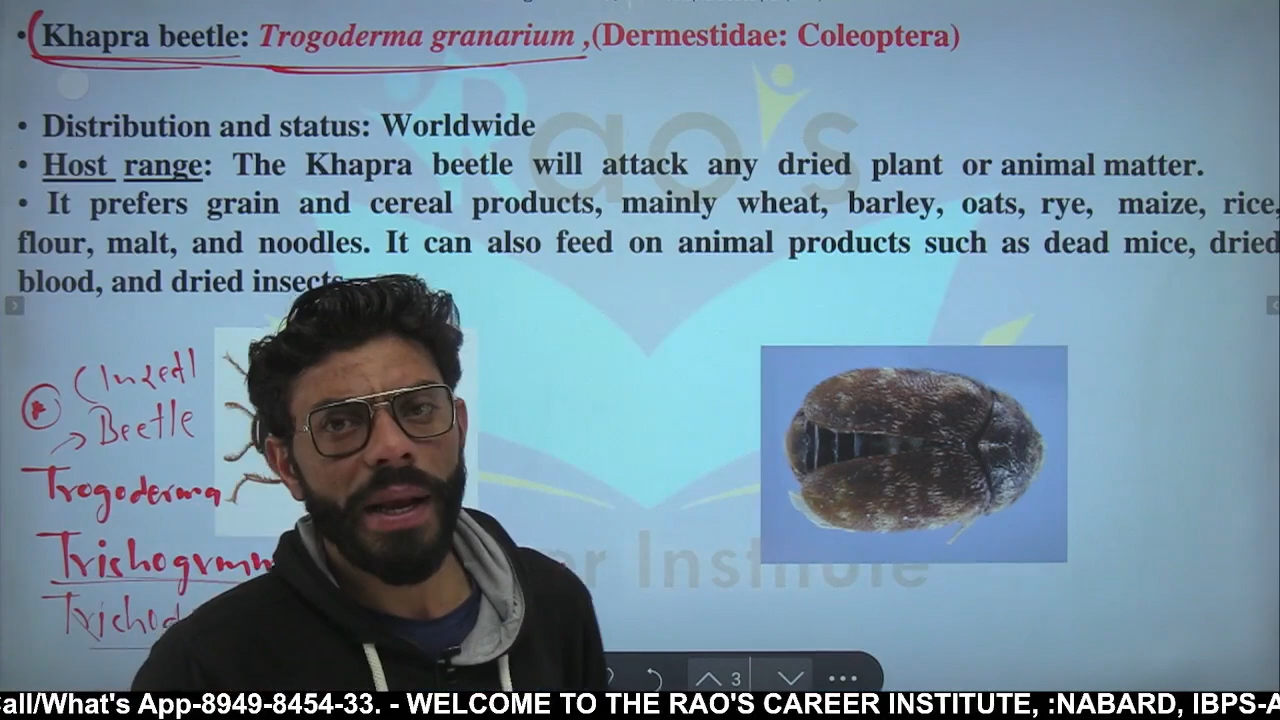 • (Khapra beetle: Trogoderma granarium ,(Dermestidae: Coleoptera)
• Distribution and status: Worldwide
• Host range: The Khapra beetle will attack any dried plant or animal matter.
• It prefers grain and cereal products, mainly wheat, barley, oats, rye, maize, rice,
flour, malt, and noodles. It can also feed on animal products such as dead mice, dried
blood, and dried insects
Rao's
Beetle
Trogoderma
Institute
3
Call/What's App-8949-8454-33. - WELCOME TO THE RAO'S CAREER INSTITUTE, :NABARD, IBPS-A